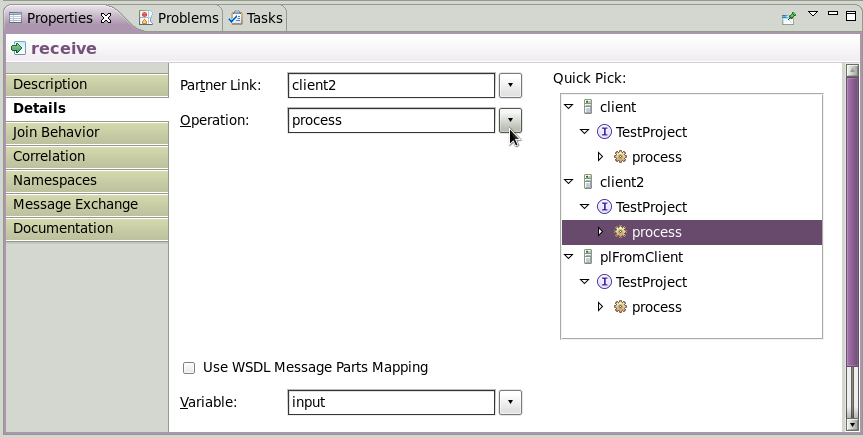 Properties
Problems
Tasks
receive
Description
Details
Join Behavior
Correlation
Namespaces
Message Exchange
Documentation
Partner Link: client2
Operation: process
Use WSDL Message Parts Mapping
Variable: input
Quick Pick:
client
I TestProject
process
client2
I TestProject
process
plFromClient
I TestProject
process